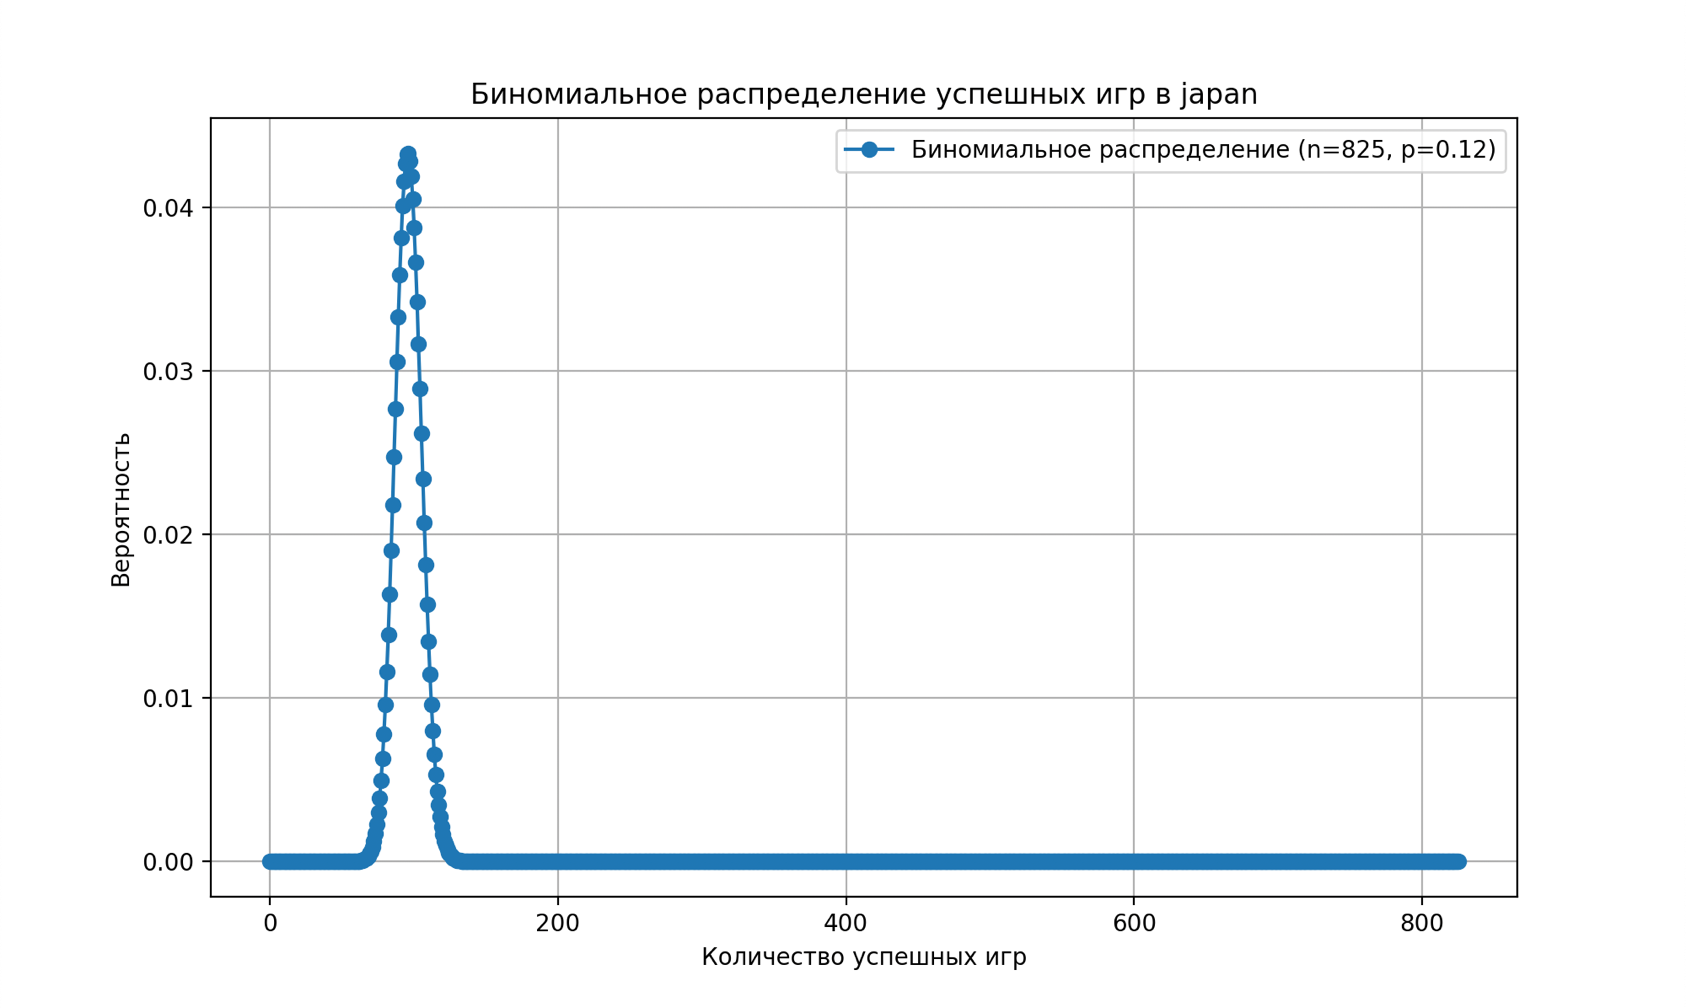 Биномиальное распределение успешных игр в japan
Биномиальное распределение (n=825, p=0.12)
0.04
0.03
0.02
0.01
0.00
Вероятность
0 200 400 600 800
Количество успешных игр